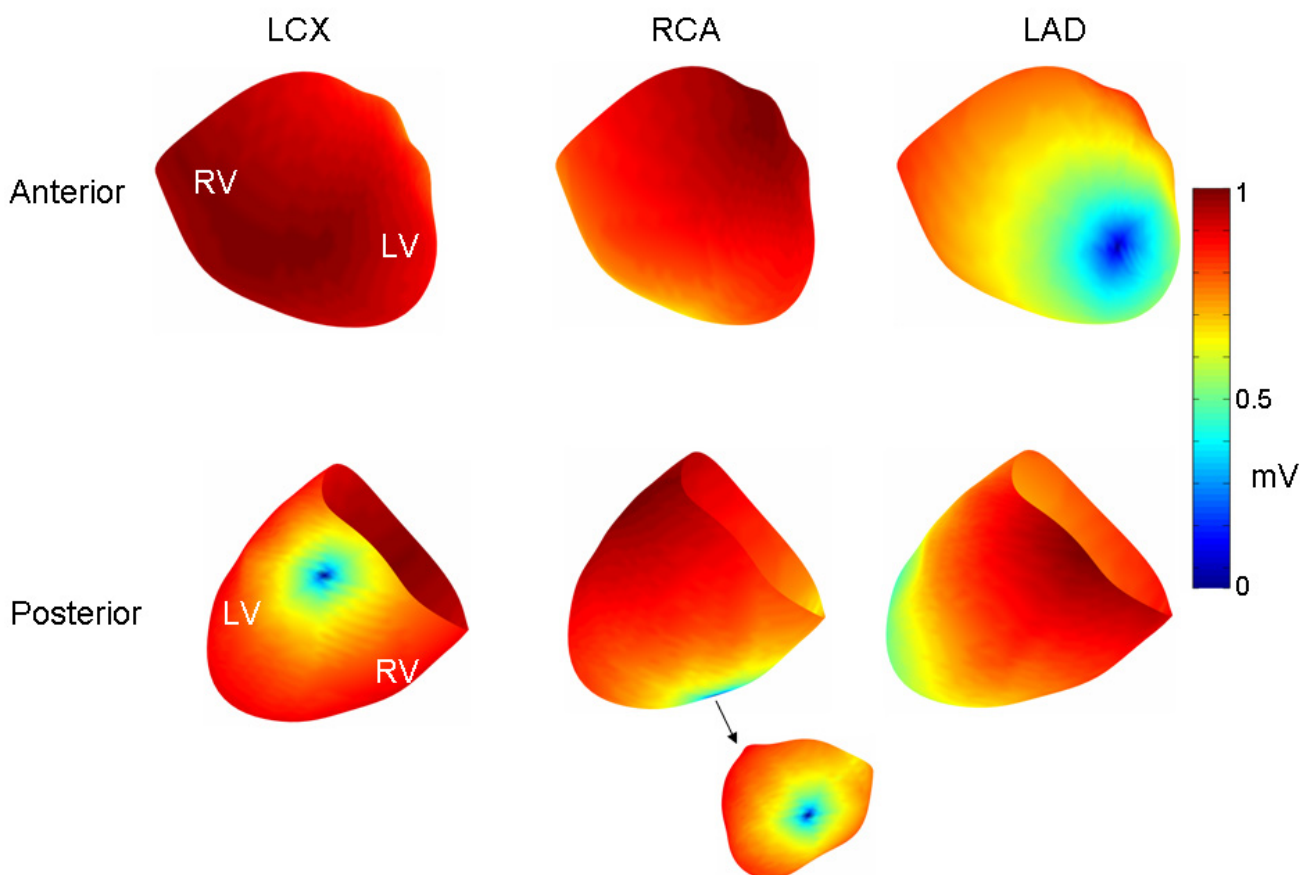 LCX RCA LAD
Anterior
RV
LV
1
0.5
mV
0
Posterior
LV
RV